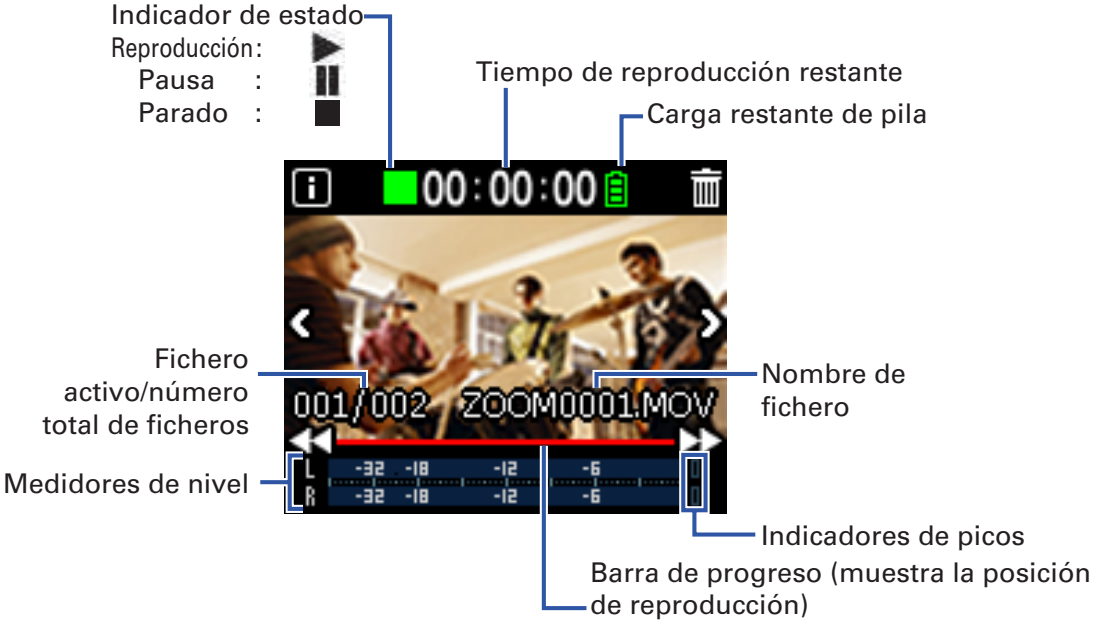 Indicador de estado
Reproducción:
Pausa :
Parado :
Tiempo de reproducción restante
Carga restante de pila
i 00:00:00
Fichero
activo/número
total de ficheros
001/002 ZOOM0001.MOV
Nombre de
fichero
Medidores de nivel
L -32 -18 -12 -6 0
R -32 -18 -12 -6 0
Indicadores de picos
Barra de progreso (muestra la posición
de reproducción)